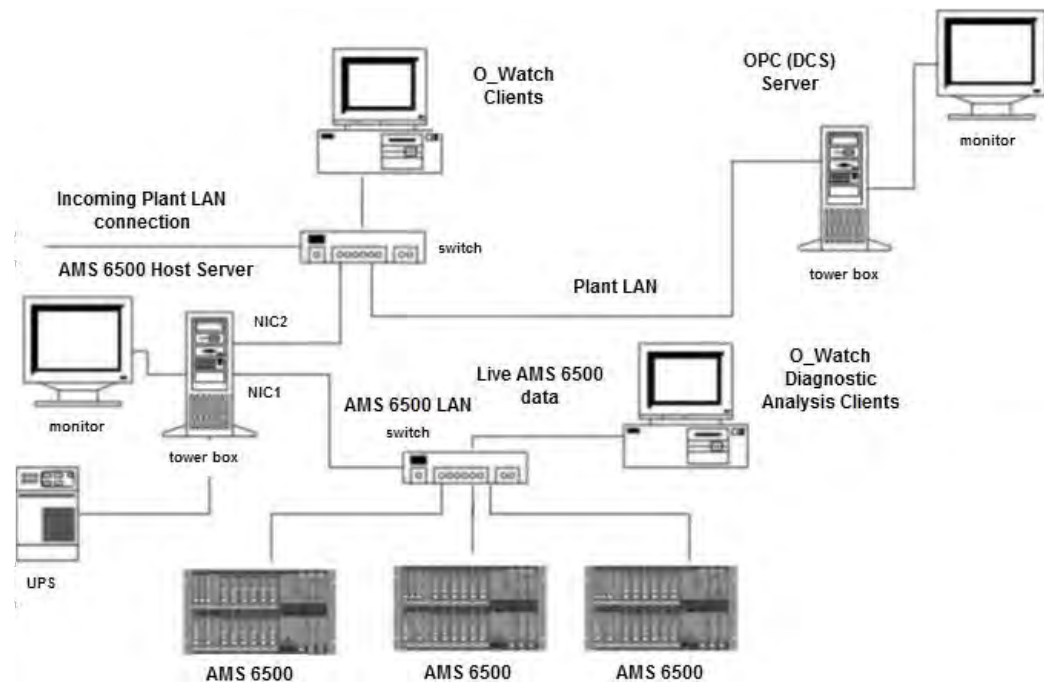 O_Watch
Clients
OPC (DCS)
Server
monitor
Incoming Plant LAN
connection
switch
tower box
AMS 6500 Host Server
Plant LAN
NIC2
NIC1
monitor
tower box
Live AMS 6500
data
AMS 6500 LAN
switch
O_Watch
Diagnostic
Analysis Clients
UPS
AMS 6500
AMS 6500
AMS 6500